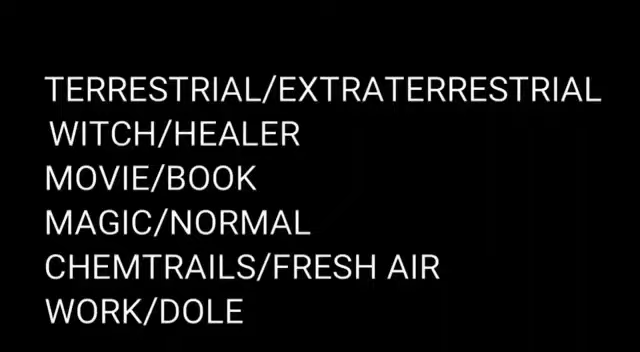 TERRESTRIAL/EXTRATERRESTRIAL
WITCH/HEALER
MOVIE/BOOK
MAGIC/NORMAL
CHEMTRAILS/FRESH AIR
WORK/DOLE